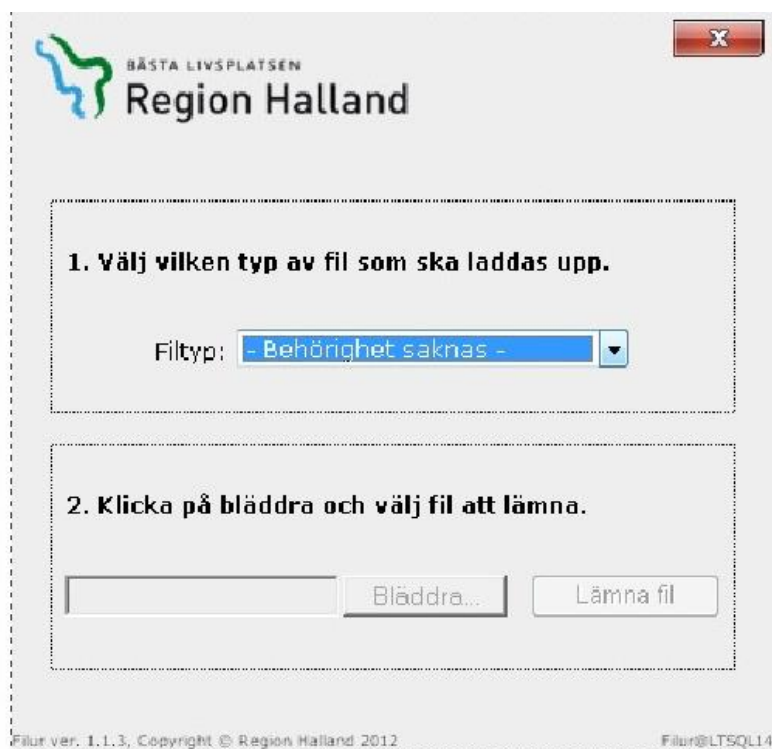 X
BÄSTA LIVSPLATSEN
Region Halland
1. Välj vilken typ av fil som ska laddas upp.
Filtyp: - Behörighet saknas -
2. Klicka på bläddra och välj fil att lämna.
Bläddra... Lämna fil
Filur ver. 1.1.3, Copyright © Region Halland 2012 Filur@LTSQL14